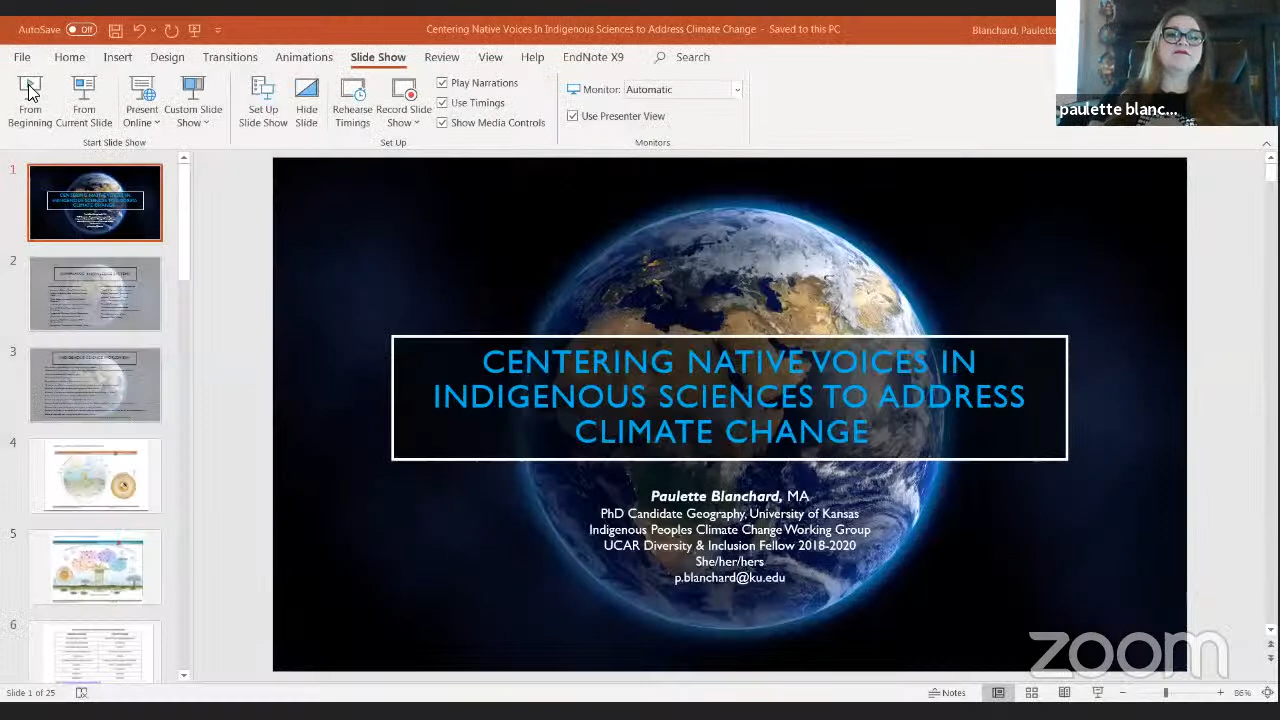 AutoSave Off
Centering Native Voices In Indigenous Sciences to Address Climate Change - Saved to this PC
Blanchard, Paulette
File Home Insert Design Transitions Animations Slide Show Review View Help EndNote X9 Search
From Beginning
From Current Slide
Present Online
Custom Slide Show
Start Slide Show
Set Up Slide Show
Hide Slide
Rehearse Timings
Record Slide Show
Play Narrations
Use Timings
Show Media Controls
Set Up
Monitor: Automatic
Use Presenter View
Monitors
paulette blanc...
1
2
3
4
5
6
CENTERING NATIVE VOICES IN
INDIGENOUS SCIENCES TO ADDRESS
CLIMATE CHANGE
Paulette Blanchard, MA
PhD Candidate Geography, University of Kansas
Indigenous Peoples Climate Change Working Group
UCAR Diversity & Inclusion Fellow 2018-2020
She/her/hers
p.blanchard@ku.edu
zoom
Slide 1 of 25
Notes
86%